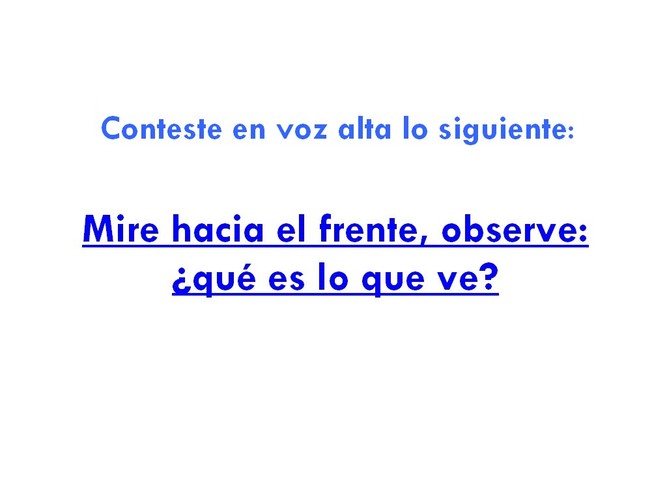 Conteste en voz alta lo siguiente:
Mire hacia el frente, observe:
¿qué es lo que ve?